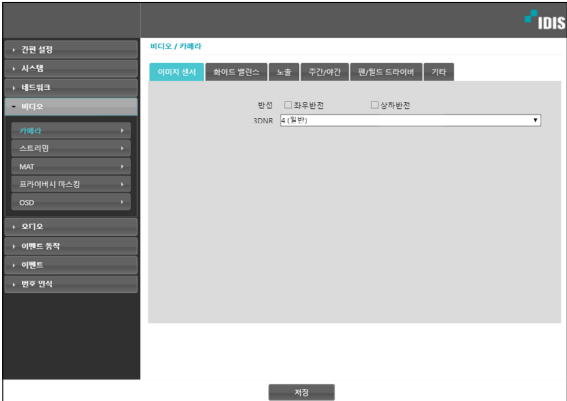 IDIS
간편 설정
시스템
네트워크
비디오
카메라
스트리밍
MAT
프라이버시 마스킹
OSD
오디오
이벤트 동작
이벤트
번호 인식
비디오 / 카메라
이미지 센서 화이트 밸런스 노출 주간/야간 팬/틸드 드라이버 기타
반전 좌우반전 상하반전
3DNR 4 (일반)
저장